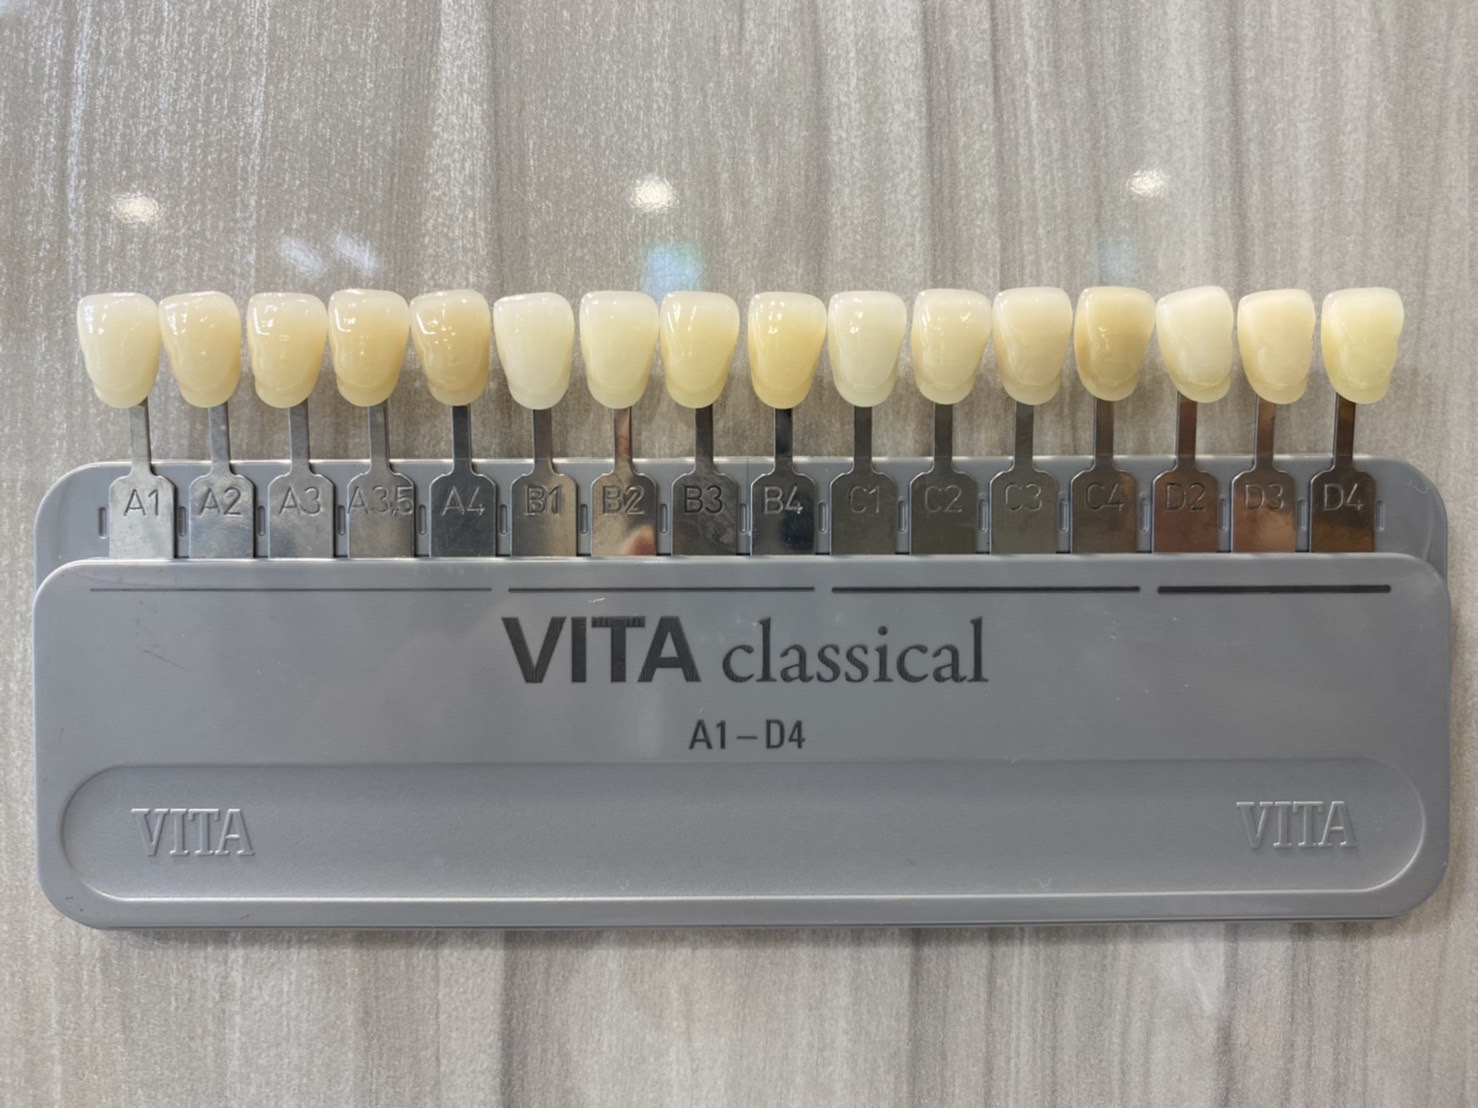 A1 A2 A3 A3,5 A4 B1 B2 B3 B4 C1 C2 C3 C4 D2 D3 D4
VITA classical
A1–D4
VITA VITA